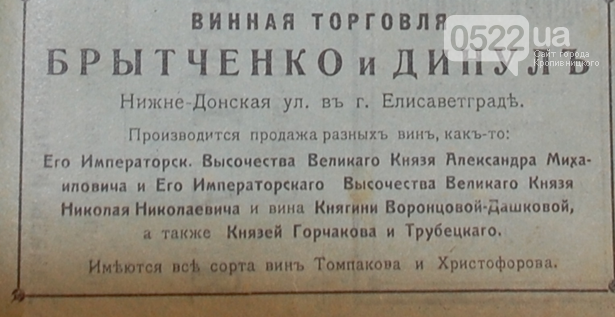 ВИННАЯ ТОРГОВЛЯ
0522.ua
Сайт города
Кропивницкого
БРЫТЧЕНКО и ДИПУЛЪ
Нижне-Донская ул. въ г. Елисаветградѣ.
Производится продажа разныхъ винъ, какъ-то:
Его Императорск. Высочества Великаго Князя Александра Миха-
иловича и Его Императорскаго Высочества Великаго Князя
Николая Николаевича и вина Княгини Воронцовой-Дашковой,
а также Князей Горчакова и Трубецкаго.
Имѣются всѣ сорта винъ Томпакова и Христофорова.